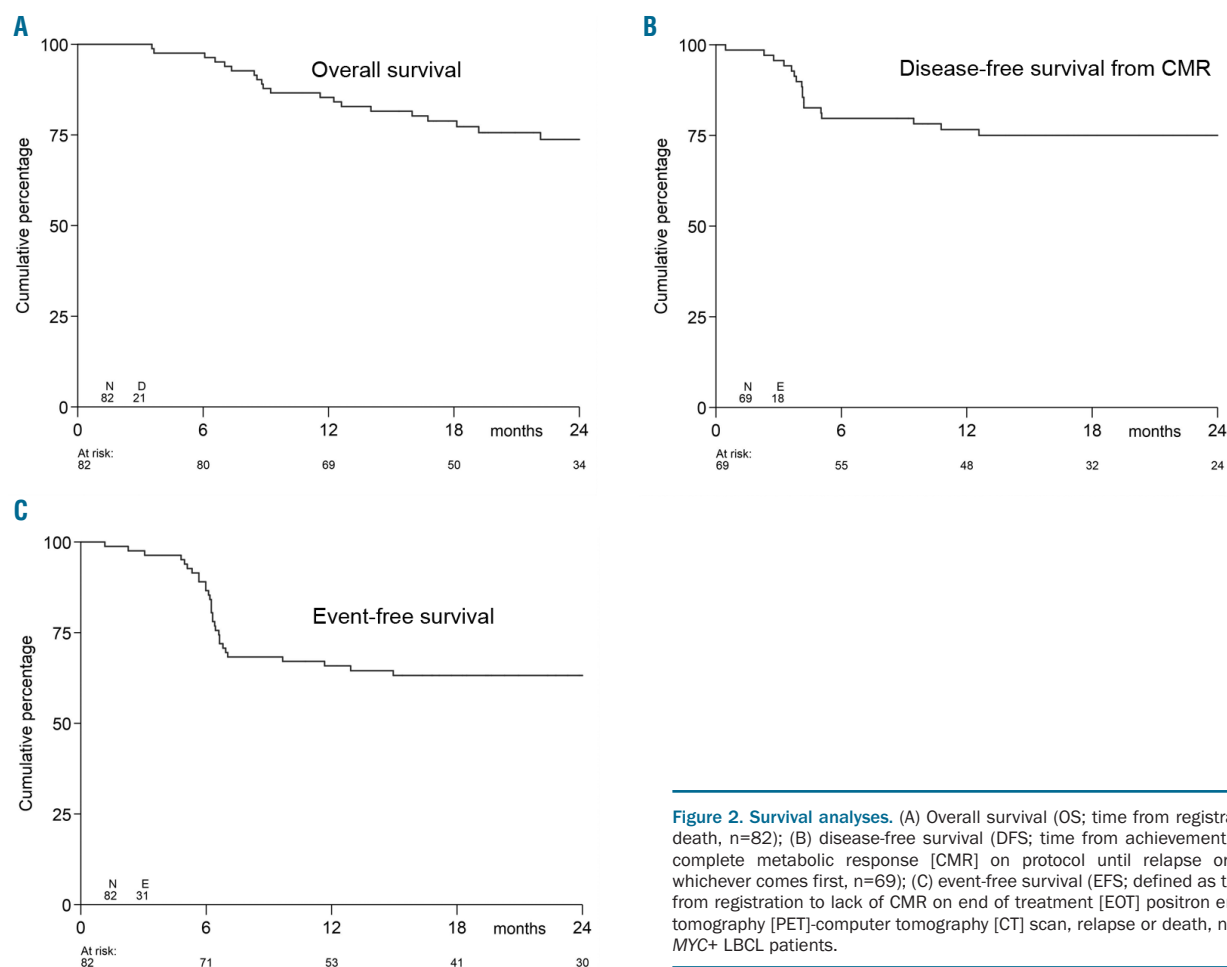 A
100
75
50
25
0
Cumulative percentage
Overall survival
N D
82 21
0 6 12 18 months 24
At risk:
82 80 69 50 34
B
100
75
50
25
0
Cumulative percentage
Disease-free survival from CMR
N E
69 18
0 6 12 18 months 24
At risk:
69 55 48 32 24
C
100
75
50
25
0
Cumulative percentage
Event-free survival
N E
82 31
0 6 12 18 months 24
At risk:
82 71 53 41 30
Figure 2. Survival analyses. (A) Overall survival (OS; time from
death, n=82); (B) disease-free survival (DFS; time from achievement
complete metabolic response [CMR] on protocol until relapse or
whichever comes first, n=69); (C) event-free survival (EFS; defined as
from registration to lack of CMR on end of treatment [EOT] positron
tomography [PET]-computer tomography [CT] scan, relapse or death,
MYC+ LBCL patients.